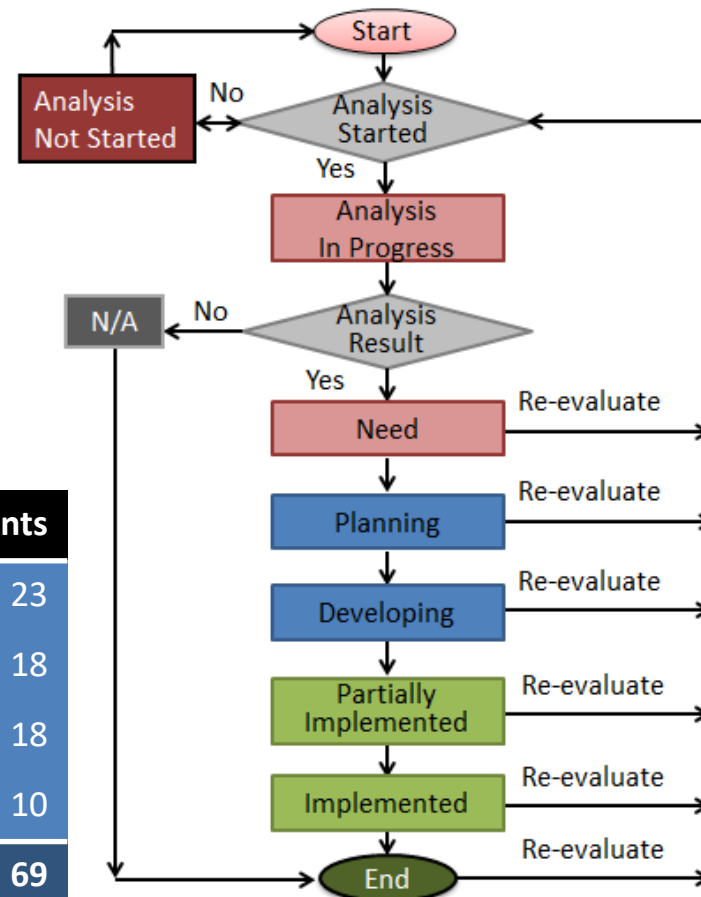 Start
Analysis
Not Started
No
Analysis
Started
Yes
Analysis
In Progress
N/A
No
Analysis
Result
Yes
Need
Re-evaluate
Planning
Re-evaluate
Developing
Re-evaluate
Partially
Implemented
Re-evaluate
Implemented
Re-evaluate
End
Re-evaluate
nts
23
18
18
10
69